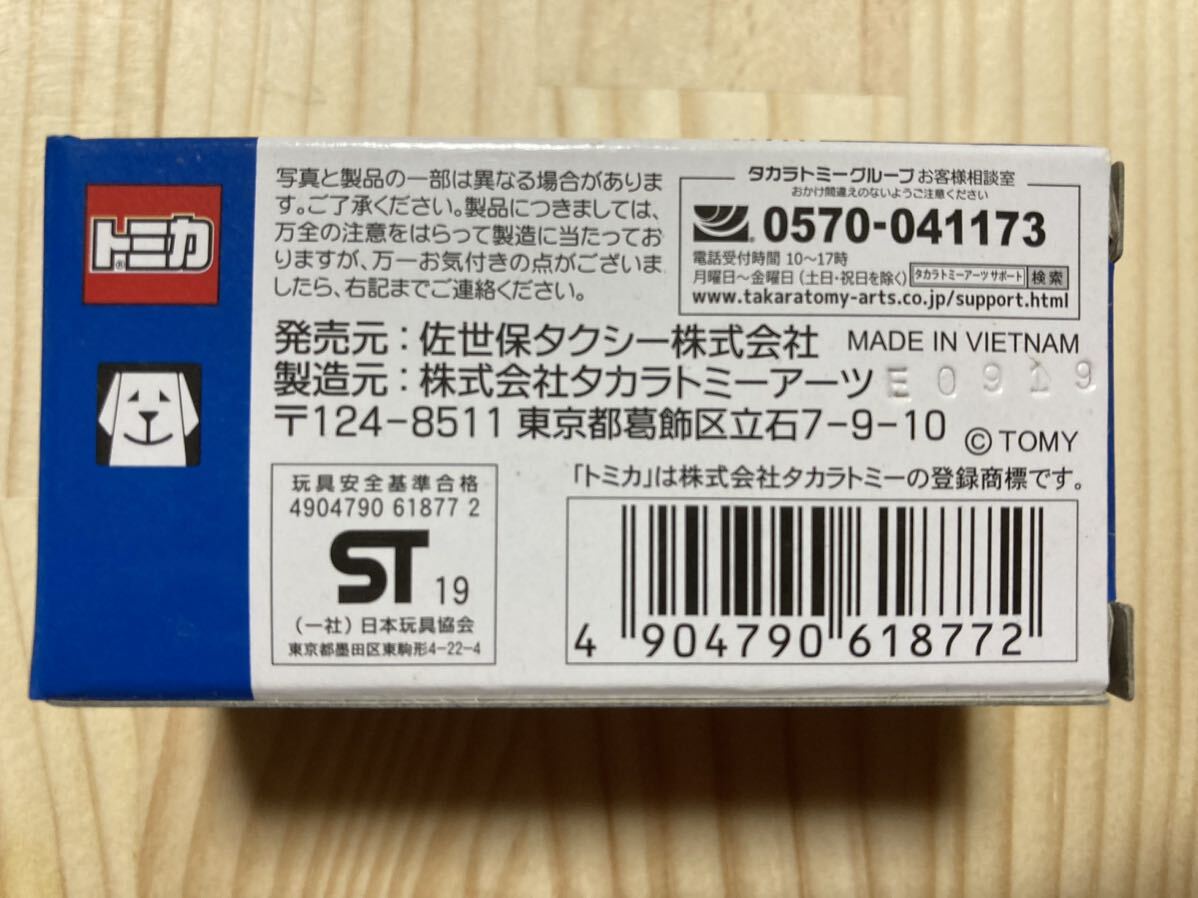 トミカ®
写真と製品の一部は異なる場合がありま
す。ご了承ください。製品につきましては、
万全の注意をはらって製造に当たってお
りますが、万一お気付きの点がございま
したら、右記までご連絡ください。
タカラトミーグループ お客様相談室
おかけ間違えのないようご注意ください
0570-041173
電話受付時間 10〜17時
月曜日〜金曜日(土日・祝日を除く) タカラトミーアーツ サポート 検索
www.takaratomy-arts.co.jp/support.html
発売元:佐世保タクシー株式会社 MADE IN VIETNAM
製造元:株式会社タカラトミーアーツ E 0919
〒124-8511 東京都葛飾区立石7-9-10 © TOMY
玩具安全基準合格
4904790 61877 2
ST 19
(一社)日本玩具協会
東京都墨田区東駒形4-22-4
「トミカ」は株式会社タカラトミーの登録商標です。
4 904790 618772